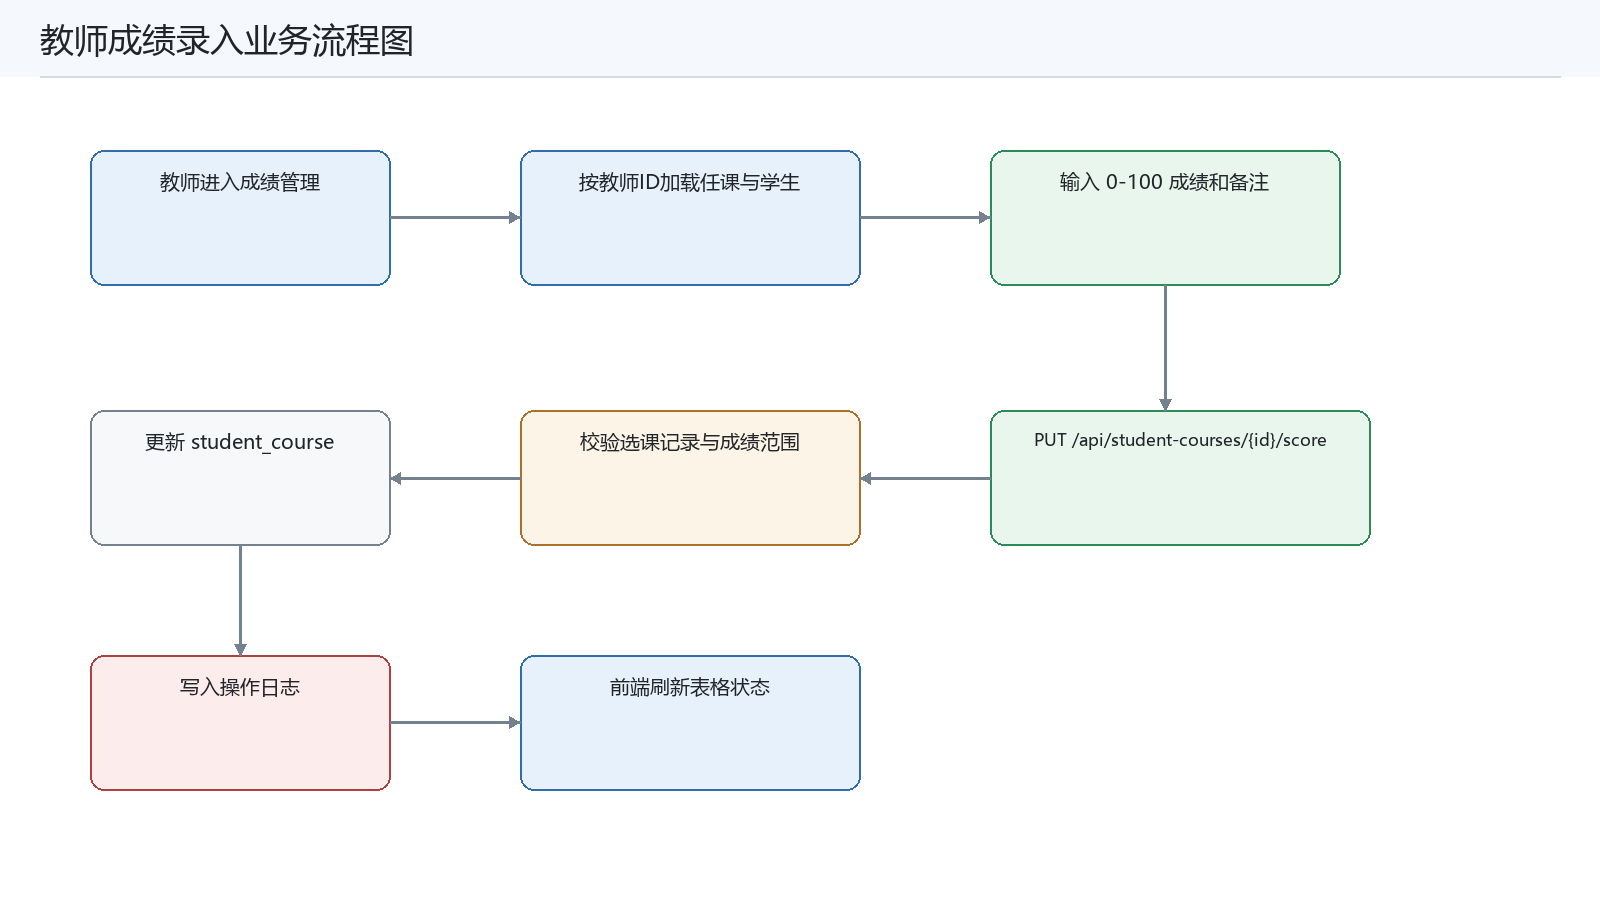 教师成绩录入业务流程图
教师进入成绩管理
按教师ID加载任课与学生
输入 0-100 成绩和备注
更新 student_course
校验选课记录与成绩范围
PUT /api/student-courses/{id}/score
写入操作日志
前端刷新表格状态